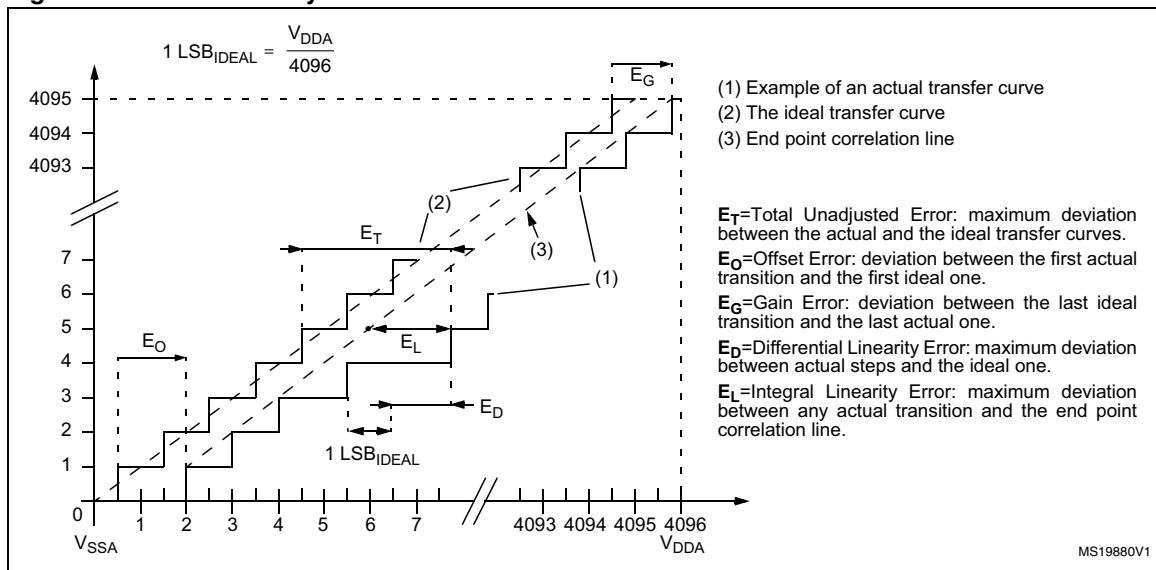 1 LSB_IDEAL = V_DDA / 4096
E_G
4095
4094
4093
7
6
5
4
3
2
1
0
(2)
E_T
(3)
(1)
E_O
E_L
E_D
1 LSB_IDEAL
1 2 3 4 5 6 7 4093 4094 4095 4096
V_SSA
V_DDA
(1) Example of an actual transfer curve
(2) The ideal transfer curve
(3) End point correlation line
E_T=Total Unadjusted Error: maximum deviation
between the actual and the ideal transfer curves.
E_O=Offset Error: deviation between the first actual
transition and the first ideal one.
E_G=Gain Error: deviation between the last ideal
transition and the last actual one.
E_D=Differential Linearity Error: maximum deviation
between actual steps and the ideal one.
E_L=Integral Linearity Error: maximum deviation
between any actual transition and the end point
correlation line.
MS19880V1